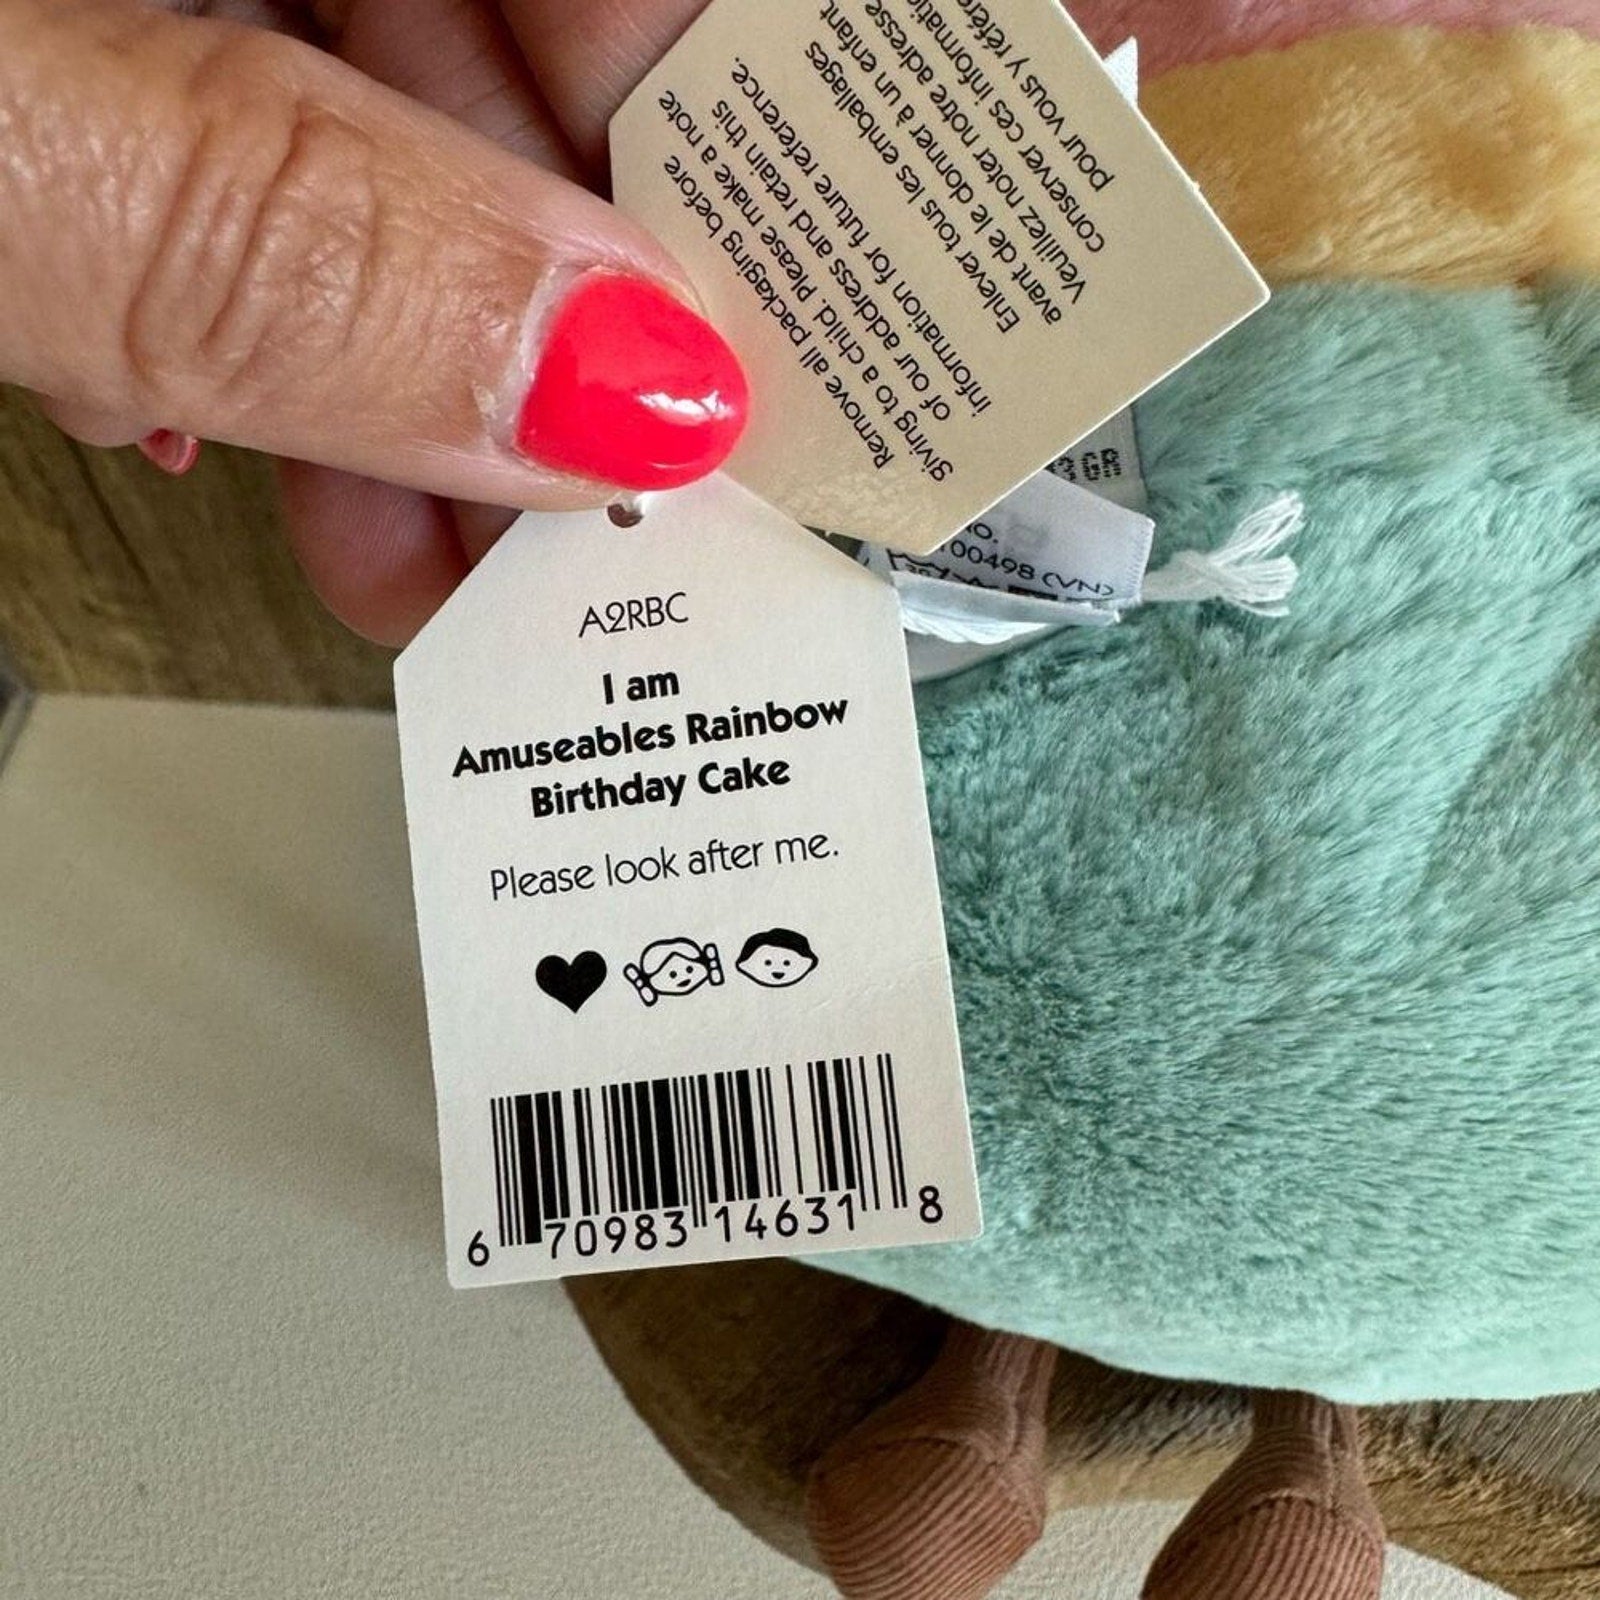 A2RBC
I am
Amuseables Rainbow
Birthday Cake
Please look after me.
6 70983 14631 8
Remove all packaging before
giving to a child. Please make a note
of our address and retain this
information for future reference.
Enlever tous les emballages
avant de le donner à un enfant
Veuillez noter notre adresse
conserver ces
pour vous y
00498 (VN)